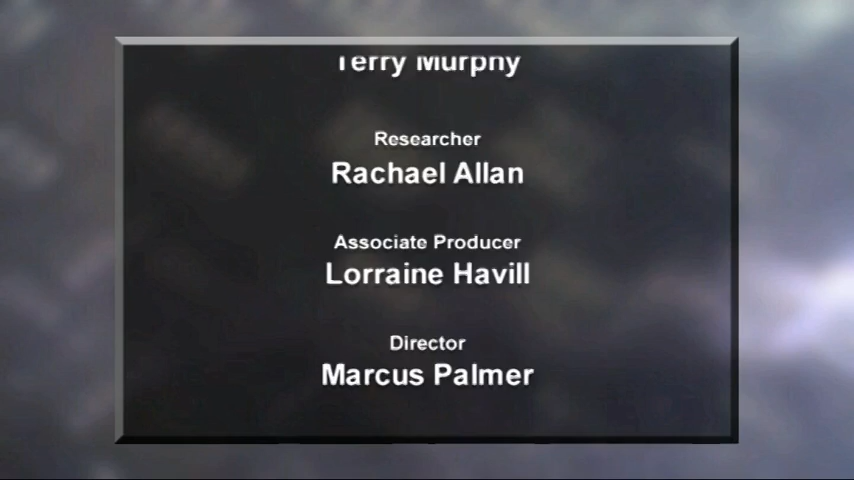 Terry Murphy
Researcher
Rachael Allan
Associate Producer
Lorraine Havill
Director
Marcus Palmer